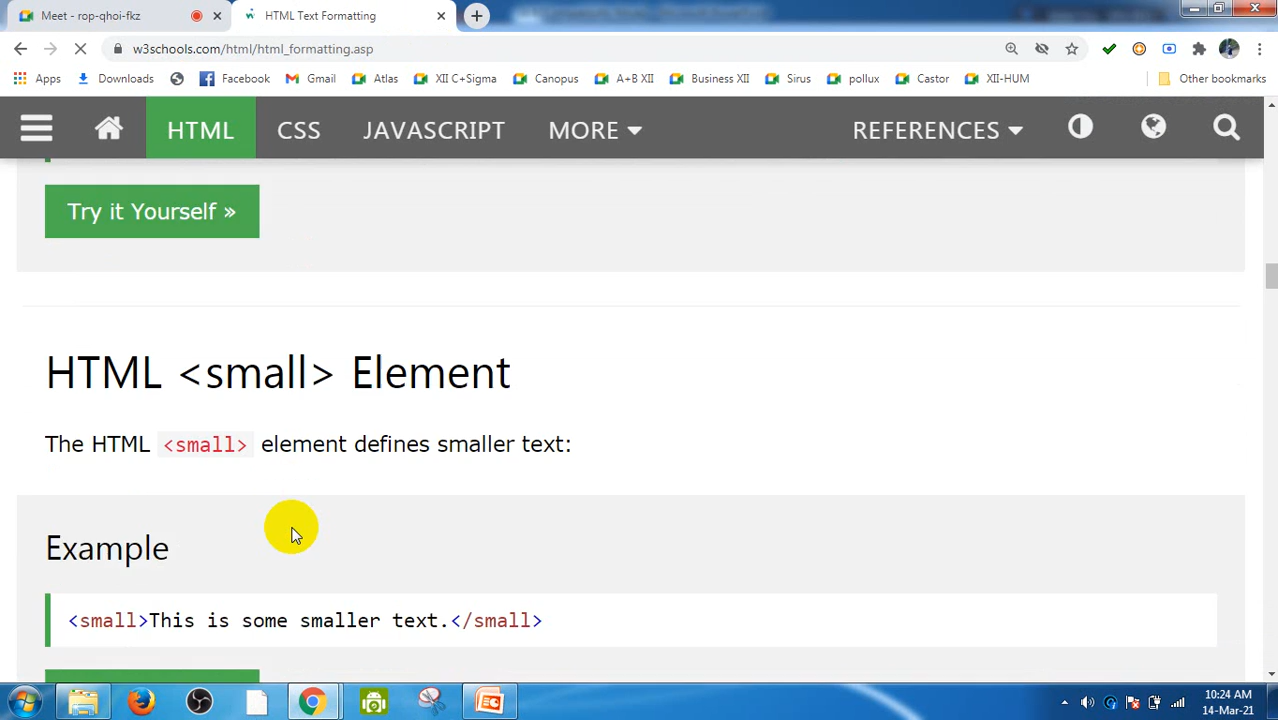 Meet - rop-qhoi-fkz
HTML Text Formatting
w3schools.com/html/html_formatting.asp
Apps Downloads Facebook Gmail Atlas XII C+Sigma Canopus A+B XII Business XII Sirus pollux Castor XII-HUM Other bookmarks
HTML CSS JAVASCRIPT MORE REFERENCES
Try it Yourself »
HTML <small> Element
The HTML <small> element defines smaller text:
Example
<small>This is some smaller text.</small>
10:24 AM
14-Mar-21